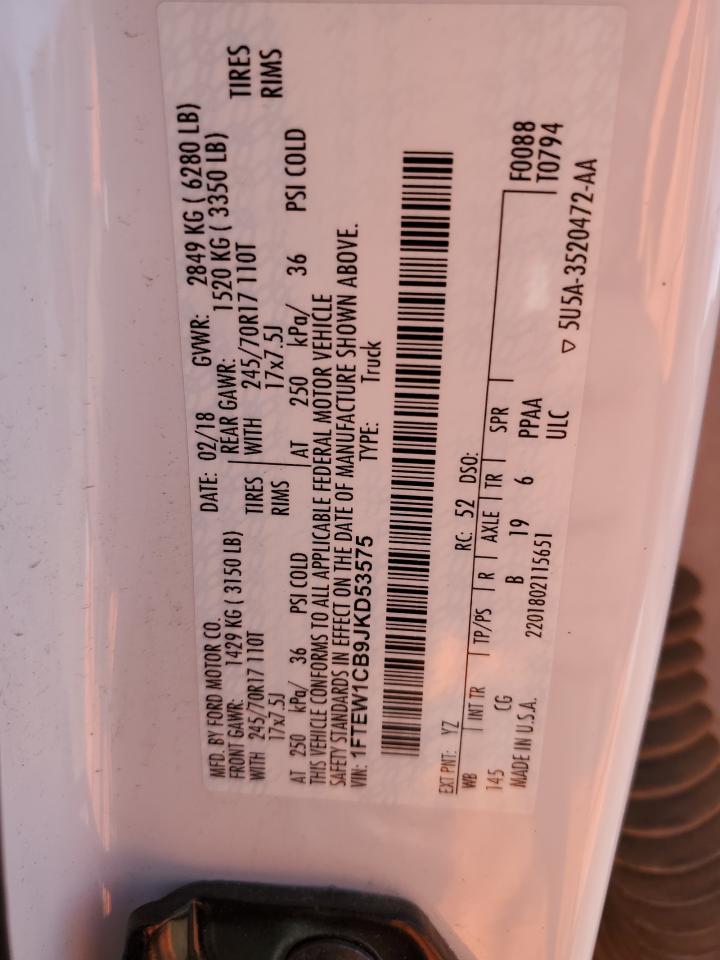 MFD. BY FORD MOTOR CO.
DATE: 02/18 GVWR: 2849 KG ( 6280 LB)
FRONT GAWR: 1429 KG ( 3150 LB) REAR GAWR: 1520 KG ( 3350 LB)
WITH 245/70R17 110T TIRES WITH 245/70R17 110T TIRES
17x7.5J RIMS 17x7.5J RIMS
AT 250 kPa/ 36 PSI COLD AT 250 kPa/ 36 PSI COLD
THIS VEHICLE CONFORMS TO ALL APPLICABLE FEDERAL MOTOR VEHICLE
SAFETY STANDARDS IN EFFECT ON THE DATE OF MANUFACTURE SHOWN ABOVE.
VIN: 1FTEW1CB9JKD53575 TYPE: Truck
EXT PNT: YZ RC: 52 DSO:
WB INT TR TP/PS R AXLE TR SPR F0088
145 CG B 19 6 PPAA T0794
MADE IN U.S.A. 2201802115651 ULC ▽ 5U5A-3520472-AA